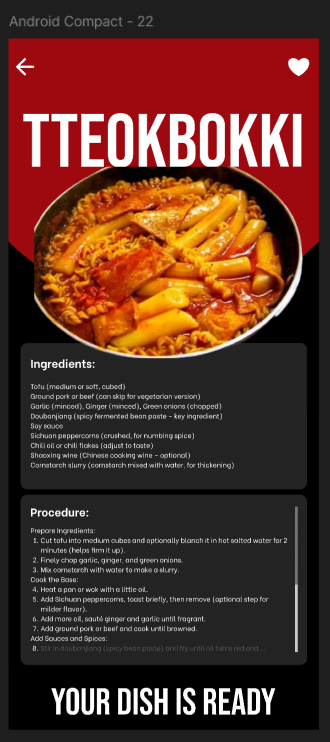 Android Compact - 22
TTEOKBOKKI
Ingredients:
Tofu (medium or soft, cubed)
Ground pork or beef (can skip for vegetarian version)
Garlic (minced), Ginger (minced), Green onions (chopped)
Doubanjiang (spicy fermented bean paste – key ingredient)
Soy sauce
Sichuan peppercorns (crushed, for numbing spice)
Chili oil or chili flakes (adjust to taste)
Shaoxing wine (Chinese cooking wine – optional)
Cornstarch slurry (cornstarch mixed with water, for thickening)
Procedure:
Prepare Ingredients:
1. Cut tofu into medium cubes and optionally blanch it in hot salted water for 2
minutes (helps firm it up).
2. Finely chop garlic, ginger, and green onions.
3. Mix cornstarch with water to make a slurry.
Cook the Base:
4. Heat a pan or wok with a little oil.
5. Add Sichuan peppercorns, toast briefly, then remove (optional step for
milder flavor).
6. Add more oil, sauté ginger and garlic until fragrant.
7. Add ground pork or beef and cook until browned.
Add Sauces and Spices:
8. Stir in doubanjiang (spicy bean paste) and fry until oil turns red and ...
YOUR DISH IS READY